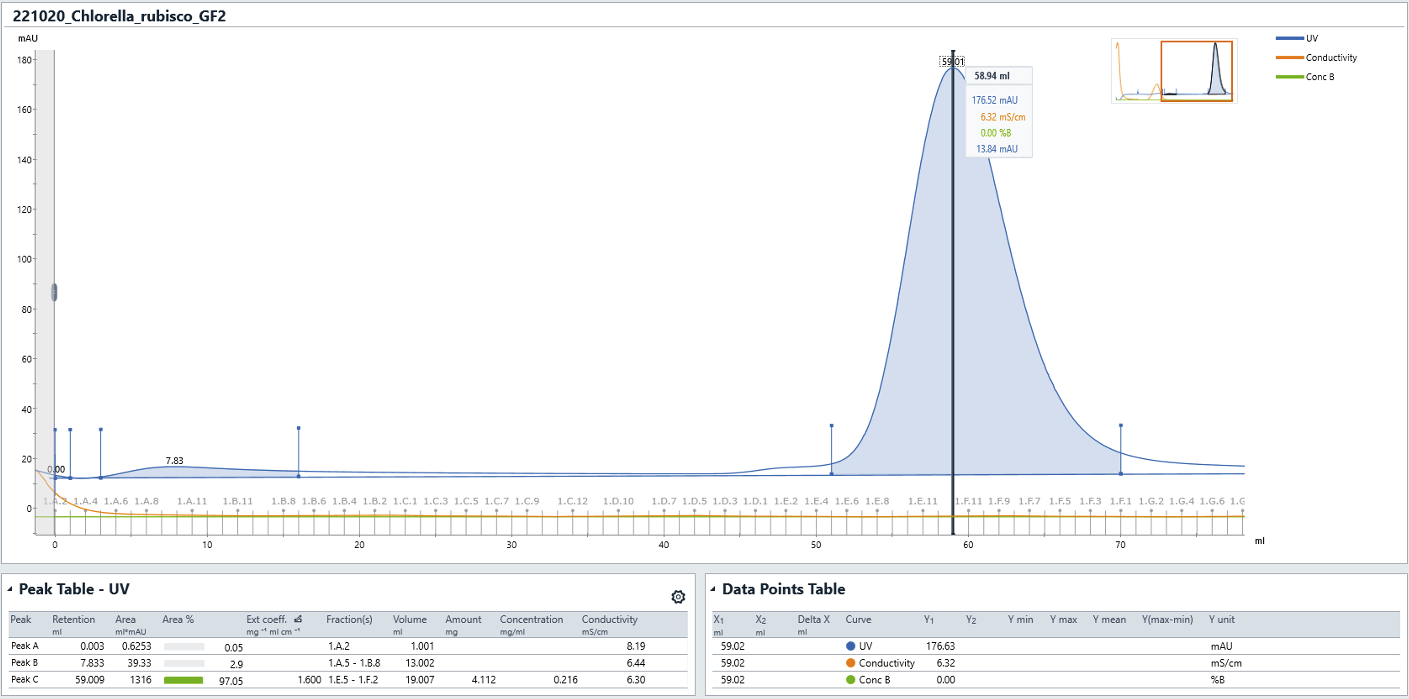 221020_Chlorella_rubisco_GF2
mAU
UV
Conductivity
Conc B
180
160
140
120
100
80
60
40
20
0
59.01
58.94 ml
176.52 mAU
6.32 mS/cm
0.00 %B
13.84 mAU
0.00
7.83
1.A.2 1.A.4 1.A.6 1.A.8 1.A.11 1.B.11 1.B.8 1.B.6 1.B.4 1.B.2 1.C.1 1.C.3 1.C.5 1.C.7 1.C.9 1.C.12 1.D.10 1.D.7 1.D.5 1.D.3 1.D.1 1.E.2 1.E.4 1.E.6 1.E.8 1.E.11 1.F.11 1.F.9 1.F.7 1.F.5 1.F.3 1.F.1 1.G.2 1.G.4 1.G.6 1.G
0 10 20 30 40 50 60 70 ml
Peak Table - UV
Peak Retention Area Area % Ext coeff. Fraction(s) Volume Amount Concentration Conductivity
ml ml*mAU mg⁻¹ ml cm⁻¹ ml mg mg/ml mS/cm
Peak A 0.003 0.6253 0.05 1.A.2 1.001 8.19
Peak B 7.833 39.33 2.9 1.A.5 - 1.B.8 13.002 6.44
Peak C 59.009 1316 97.05 1.600 1.E.5 - 1.F.2 19.007 4.112 0.216 6.30
Data Points Table
X₁ X₂ Delta X Curve Y₁ Y₂ Y min Y max Y mean Y(max-min) Y unit
ml ml ml
59.02 UV 176.63 mAU
59.02 Conductivity 6.32 mS/cm
59.02 Conc B 0.00 %B